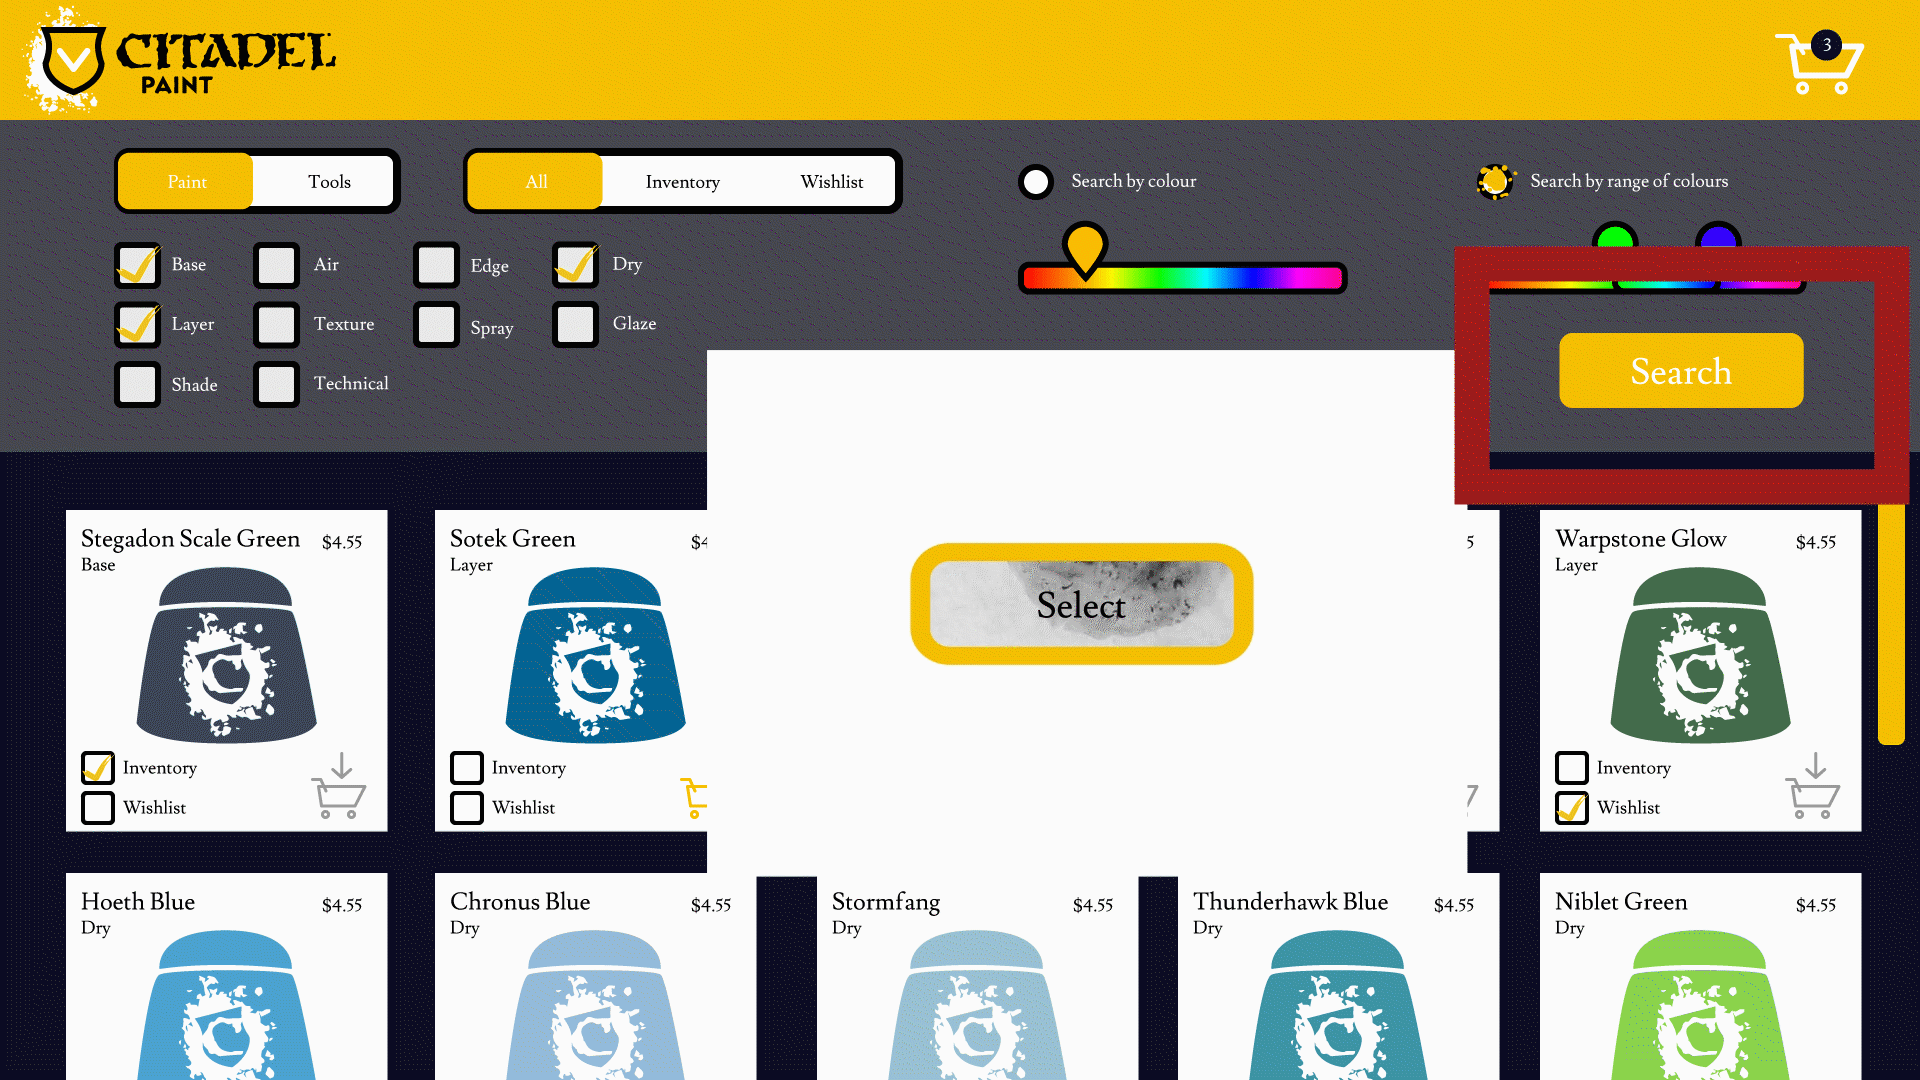 CITADEL
PAINT
3
Paint Tools
All Inventory Wishlist
Search by colour
Search by range of colours
Base Air Edge Dry
Layer Texture Spray Glaze
Shade Technical
Search
Select
Stegadon Scale Green $4.55
Base
Inventory
Wishlist
Sotek Green $4
Layer
Inventory
Wishlist
5
Warpstone Glow $4.55
Layer
Inventory
Wishlist
Hoeth Blue $4.55
Dry
Chronus Blue $4.55
Dry
Stormfang $4.55
Dry
Thunderhawk Blue $4.55
Dry
Niblet Green $4.55
Dry